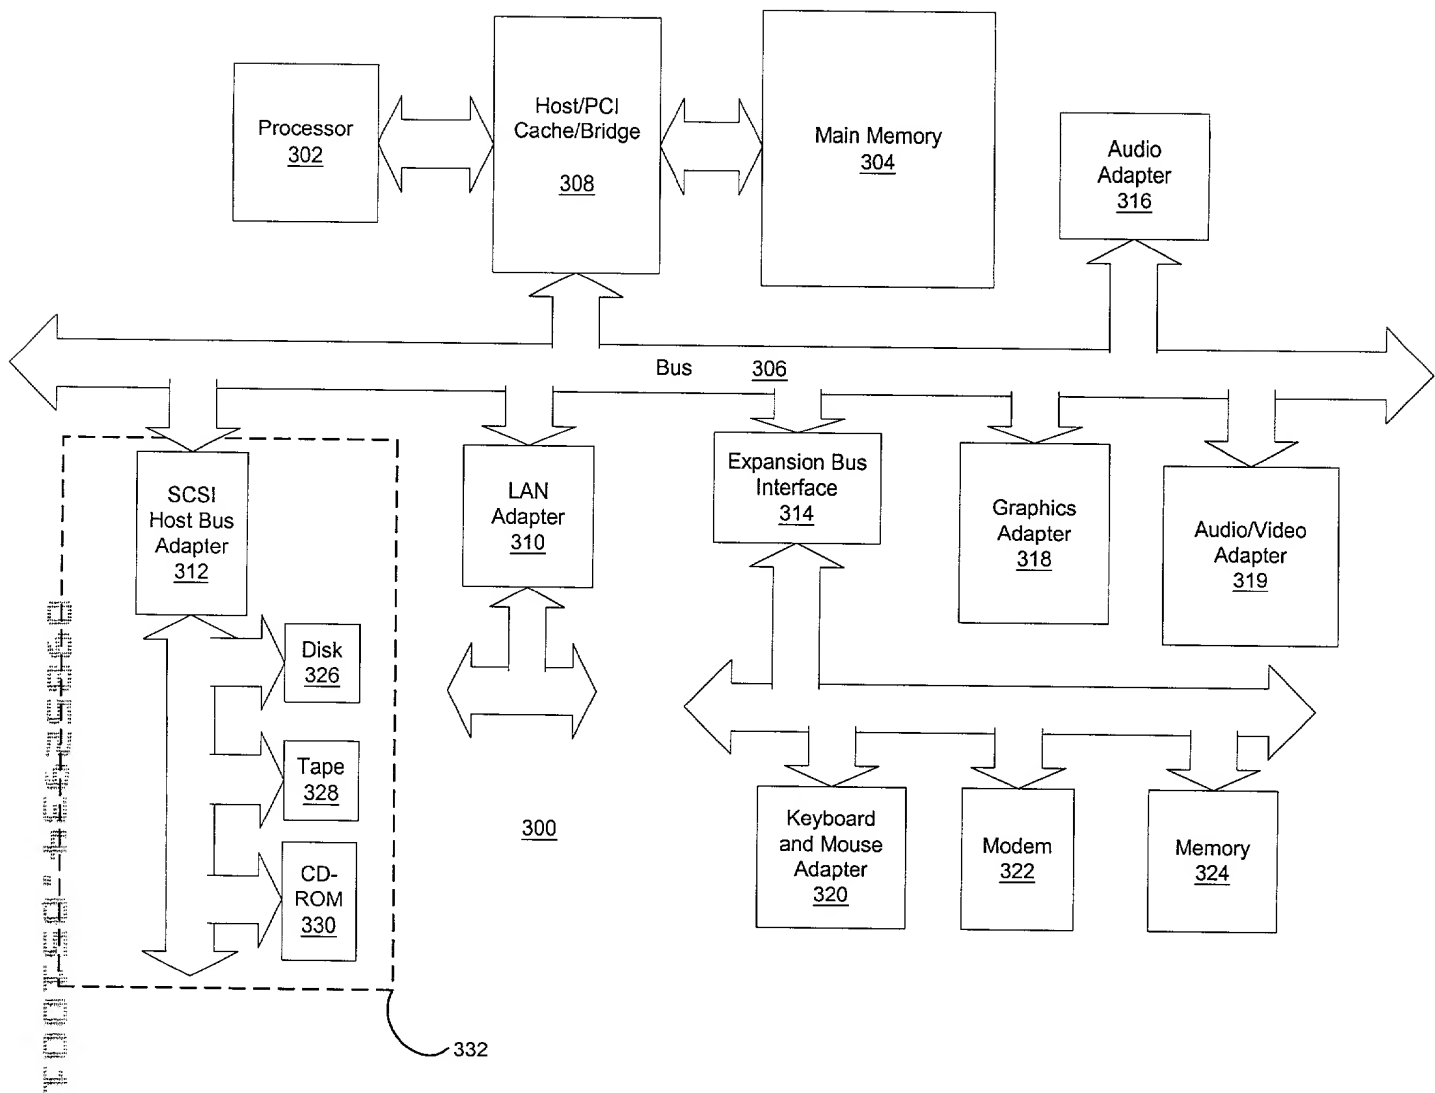 Processor
302
Host/PCI
Cache/Bridge
308
Main Memory
304
Audio
Adapter
316
Bus 306
SCSI
Host Bus
Adapter
312
LAN
Adapter
310
Expansion Bus
Interface
314
Graphics
Adapter
318
Audio/Video
Adapter
319
Disk
326
Tape
328
CD-
ROM
330
300
Keyboard
and Mouse
Adapter
320
Modem
322
Memory
324
332